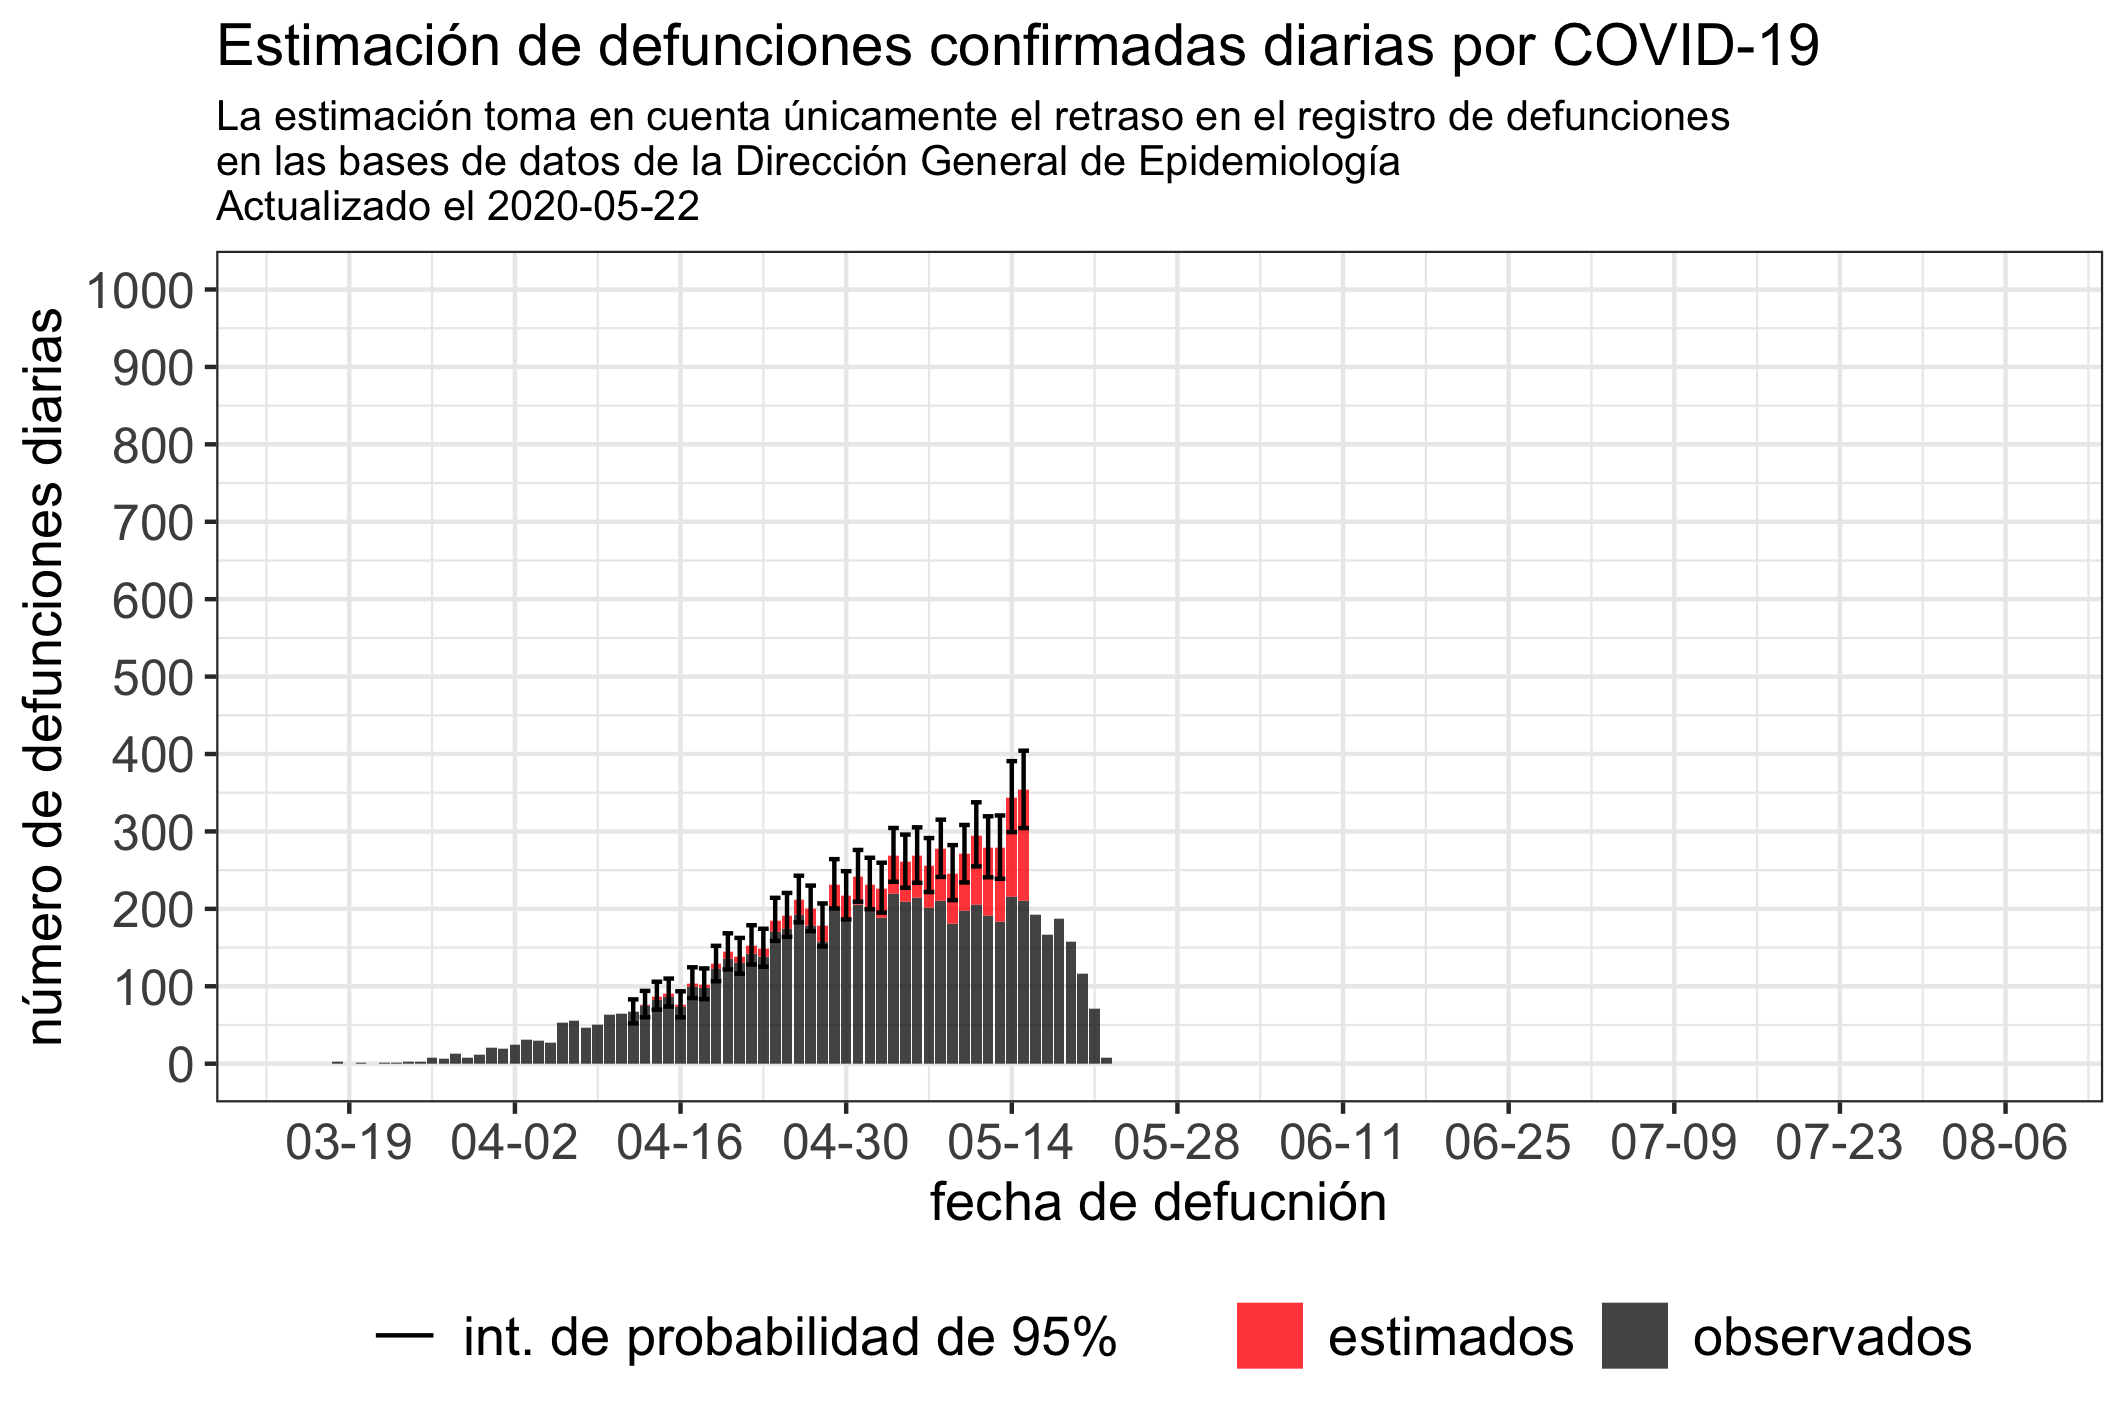 Estimación de defunciones confirmadas diarias por COVID-19
La estimación toma en cuenta únicamente el retraso en el registro de defunciones
en las bases de datos de la Dirección General de Epidemiología
Actualizado el 2020-05-22
número de defunciones diarias
1000
900
800
700
600
500
400
300
200
100
0
03-19 04-02 04-16 04-30 05-14 05-28 06-11 06-25 07-09 07-23 08-06
fecha de defucnión
int. de probabilidad de 95% estimados observados